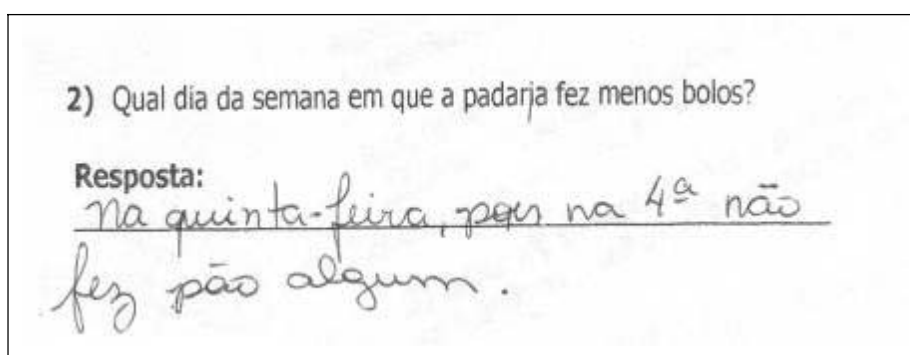 2) Qual dia da semana em que a padarja fez menos bolos?
Resposta:
Na quinta-feira, pois na 4ª não
fez pão algum.